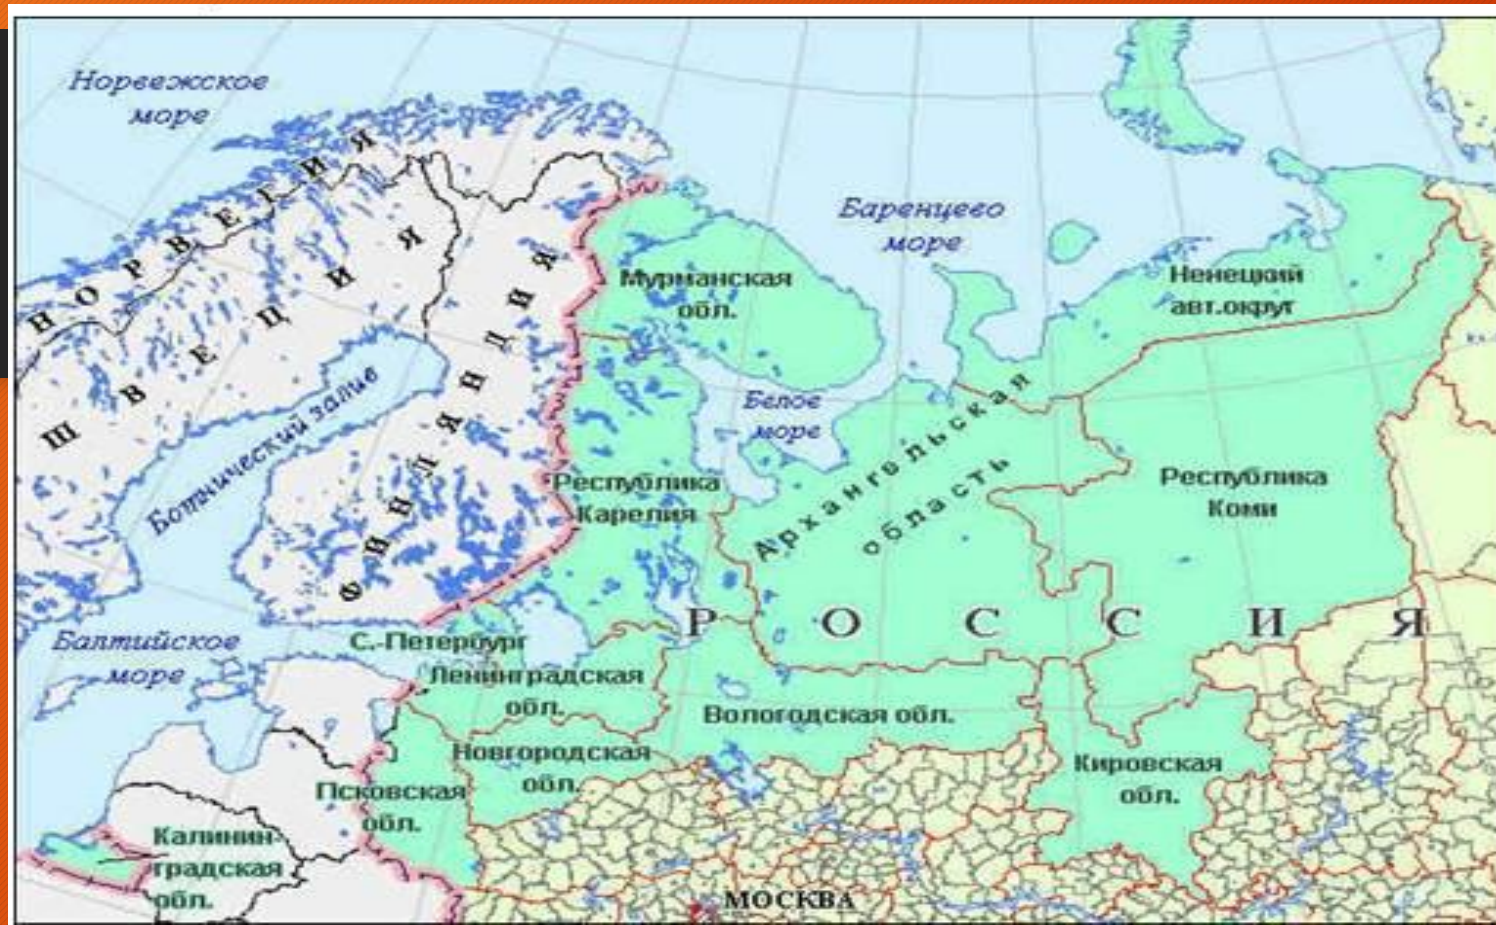 Норвежское
море
НОРВЕГИЯ
ШВЕЦИЯ
ФИНЛЯНДИЯ
Ботнический залив
Баренцево
море
Мурманская
обл.
Ненецкий
авт.округ
Белое
море
Архангельская
область
Республика
Карелия
Республика
Коми
РОССИЯ
Балтийское
море
С.-Петербург
Ленинградская
обл.
Вологодская обл.
Новгородская
обл.
Псковская
обл.
Кировская
обл.
Калинин-
градская
обл.
МОСКВА